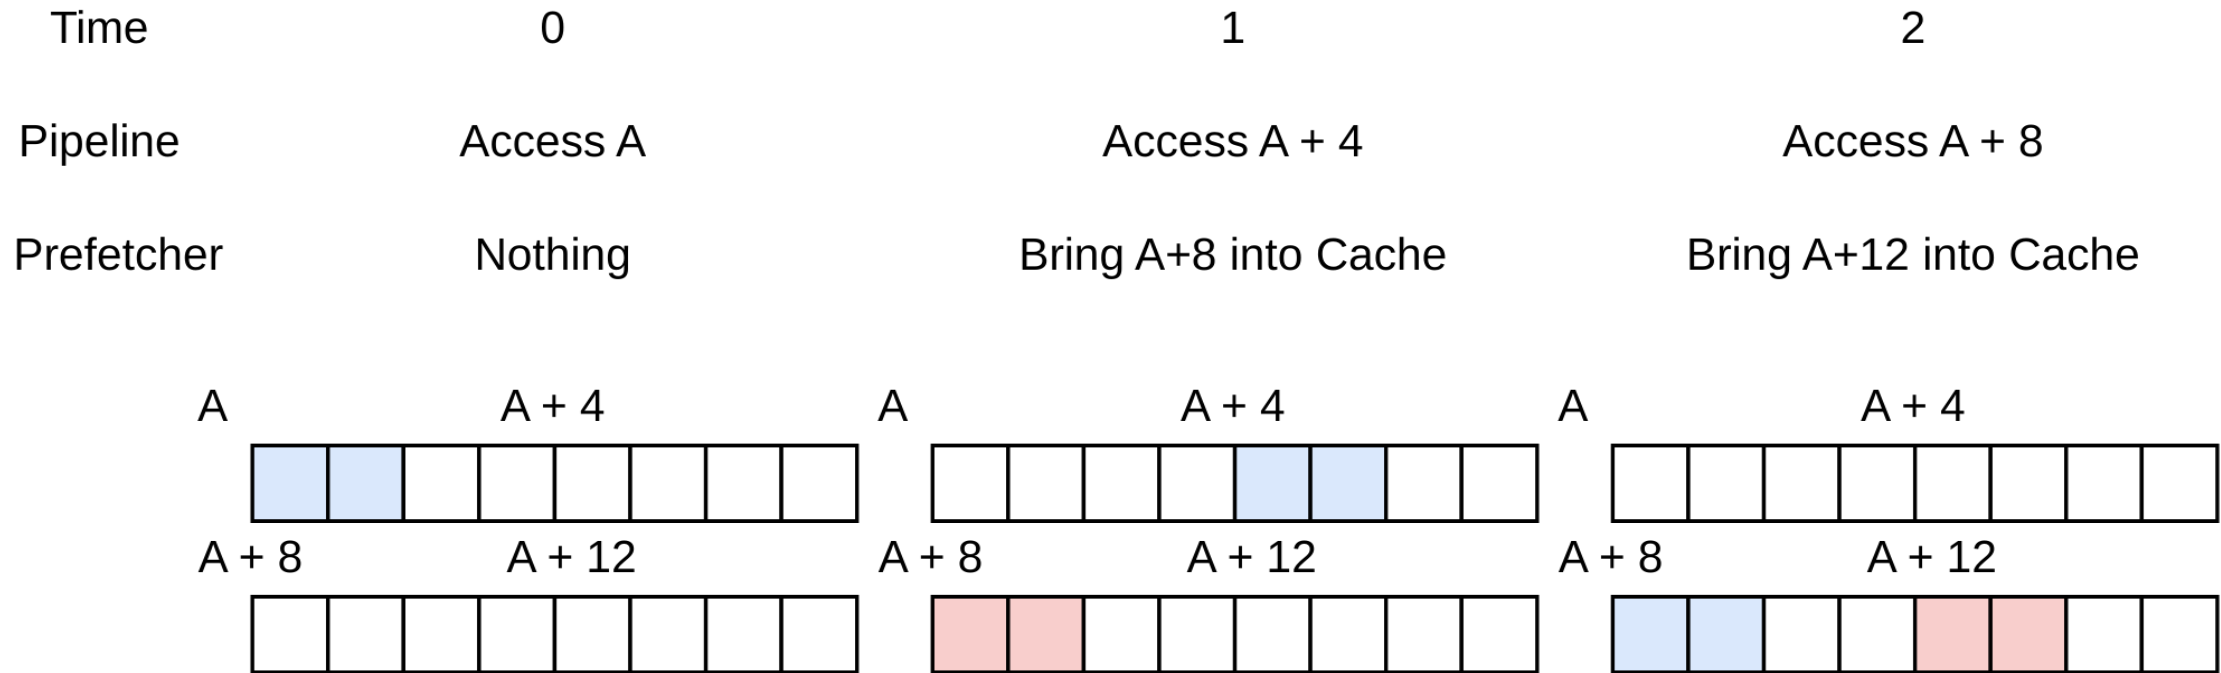 Time 0 1 2
Pipeline Access A Access A + 4 Access A + 8
Prefetcher Nothing Bring A+8 into Cache Bring A+12 into Cache
A A + 4 A A + 4 A A + 4
A + 8 A + 12 A + 8 A + 12 A + 8 A + 12